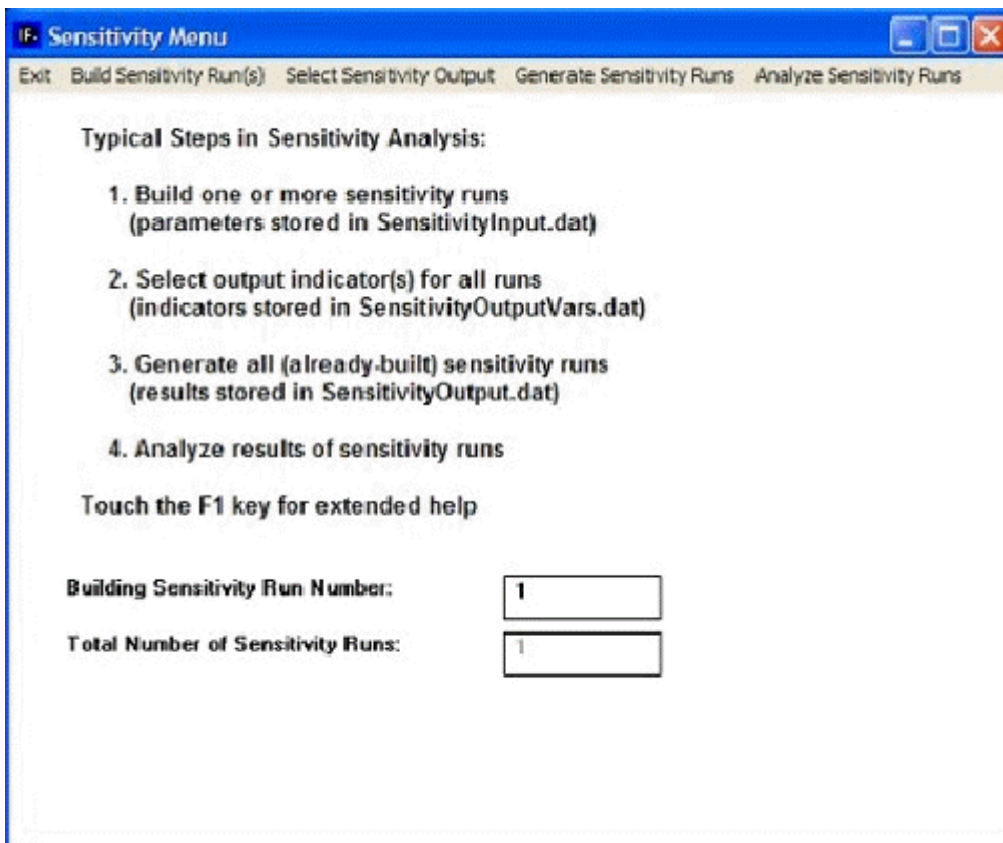 IFs Sensitivity Menu
Exit Build Sensitivity Run(s) Select Sensitivity Output Generate Sensitivity Runs Analyze Sensitivity Runs
Typical Steps in Sensitivity Analysis:
1. Build one or more sensitivity runs
(parameters stored in SensitivityInput.dat)
2. Select output indicator(s) for all runs
(indicators stored in SensitivityOutputVars.dat)
3. Generate all (already-built) sensitivity runs
(results stored in SensitivityOutput.dat)
4. Analyze results of sensitivity runs
Touch the F1 key for extended help
Building Sensitivity Run Number: 1
Total Number of Sensitivity Runs: 1